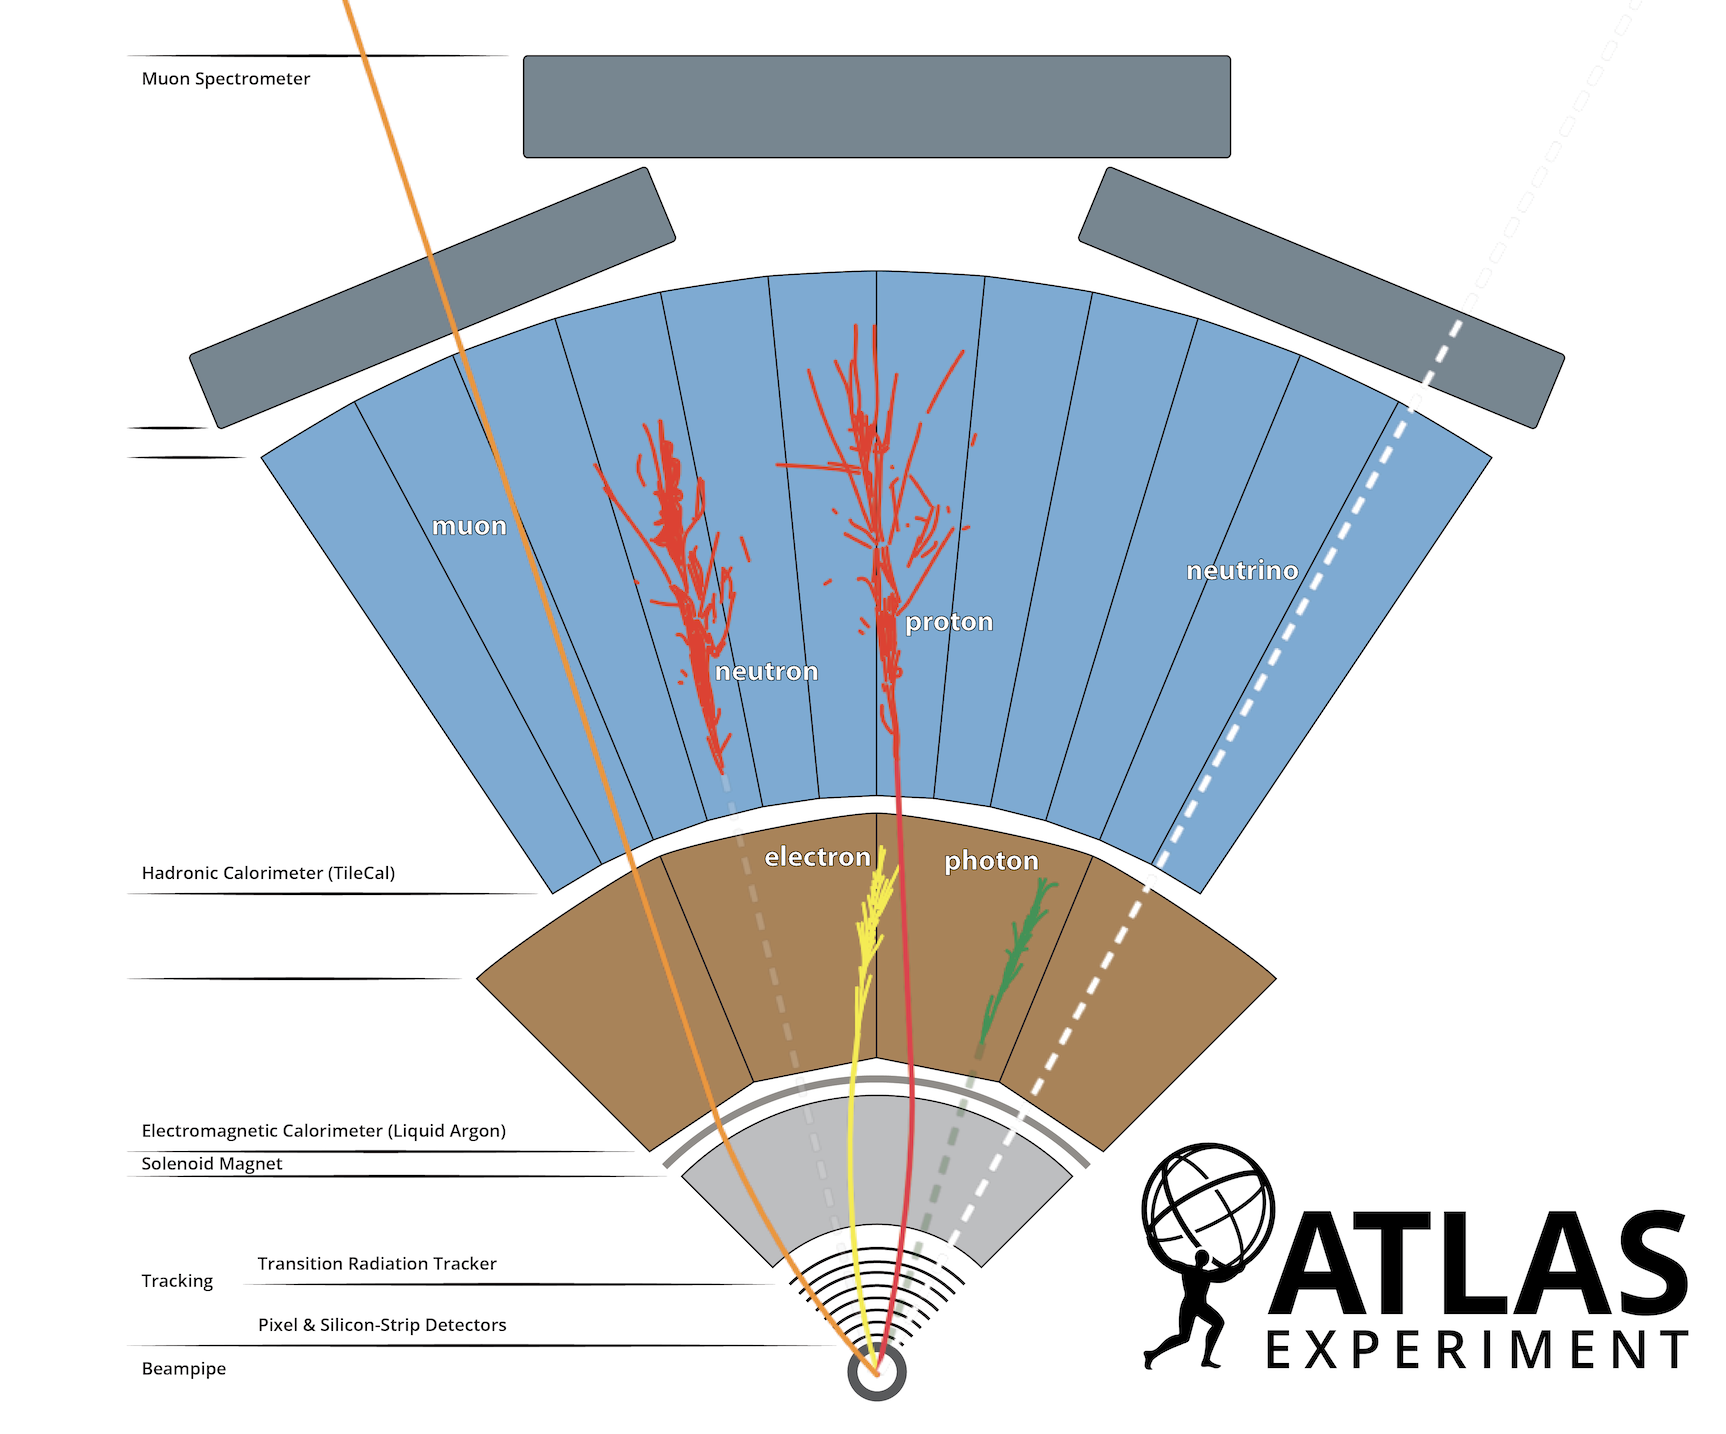 Muon Spectrometer
muon
neutrino
proton
neutron
electron
photon
Hadronic Calorimeter (TileCal)
Electromagnetic Calorimeter (Liquid Argon)
Solenoid Magnet
Transition Radiation Tracker
Tracking
Pixel & Silicon-Strip Detectors
Beampipe
ATLAS
EXPERIMENT